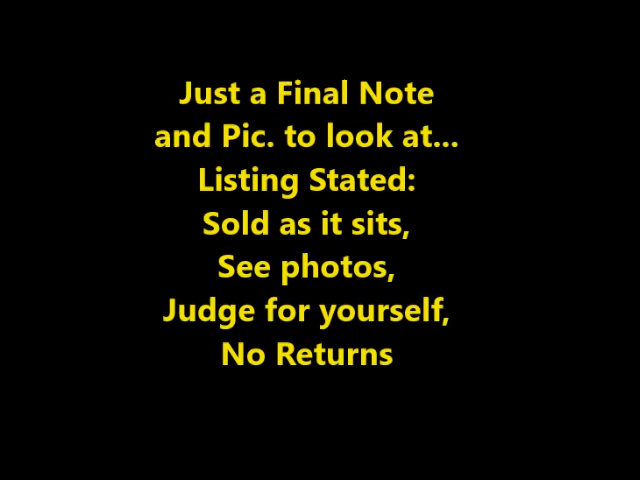 Just a Final Note
and Pic. to look at...
Listing Stated:
Sold as it sits,
See photos,
Judge for yourself,
No Returns